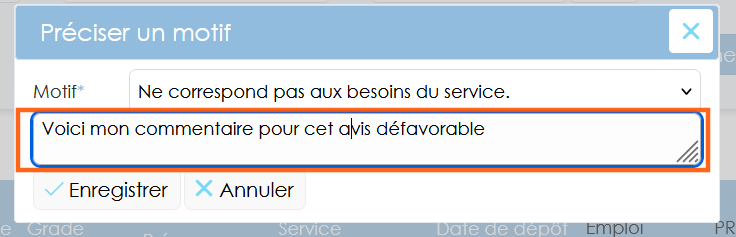 Préciser un motif
Motif*
Ne correspond pas aux besoins du service.
Voici mon commentaire pour cet avis défavorable
Enregistrer
Annuler
Grade
Service
Date de dépôt
Emploi
PR